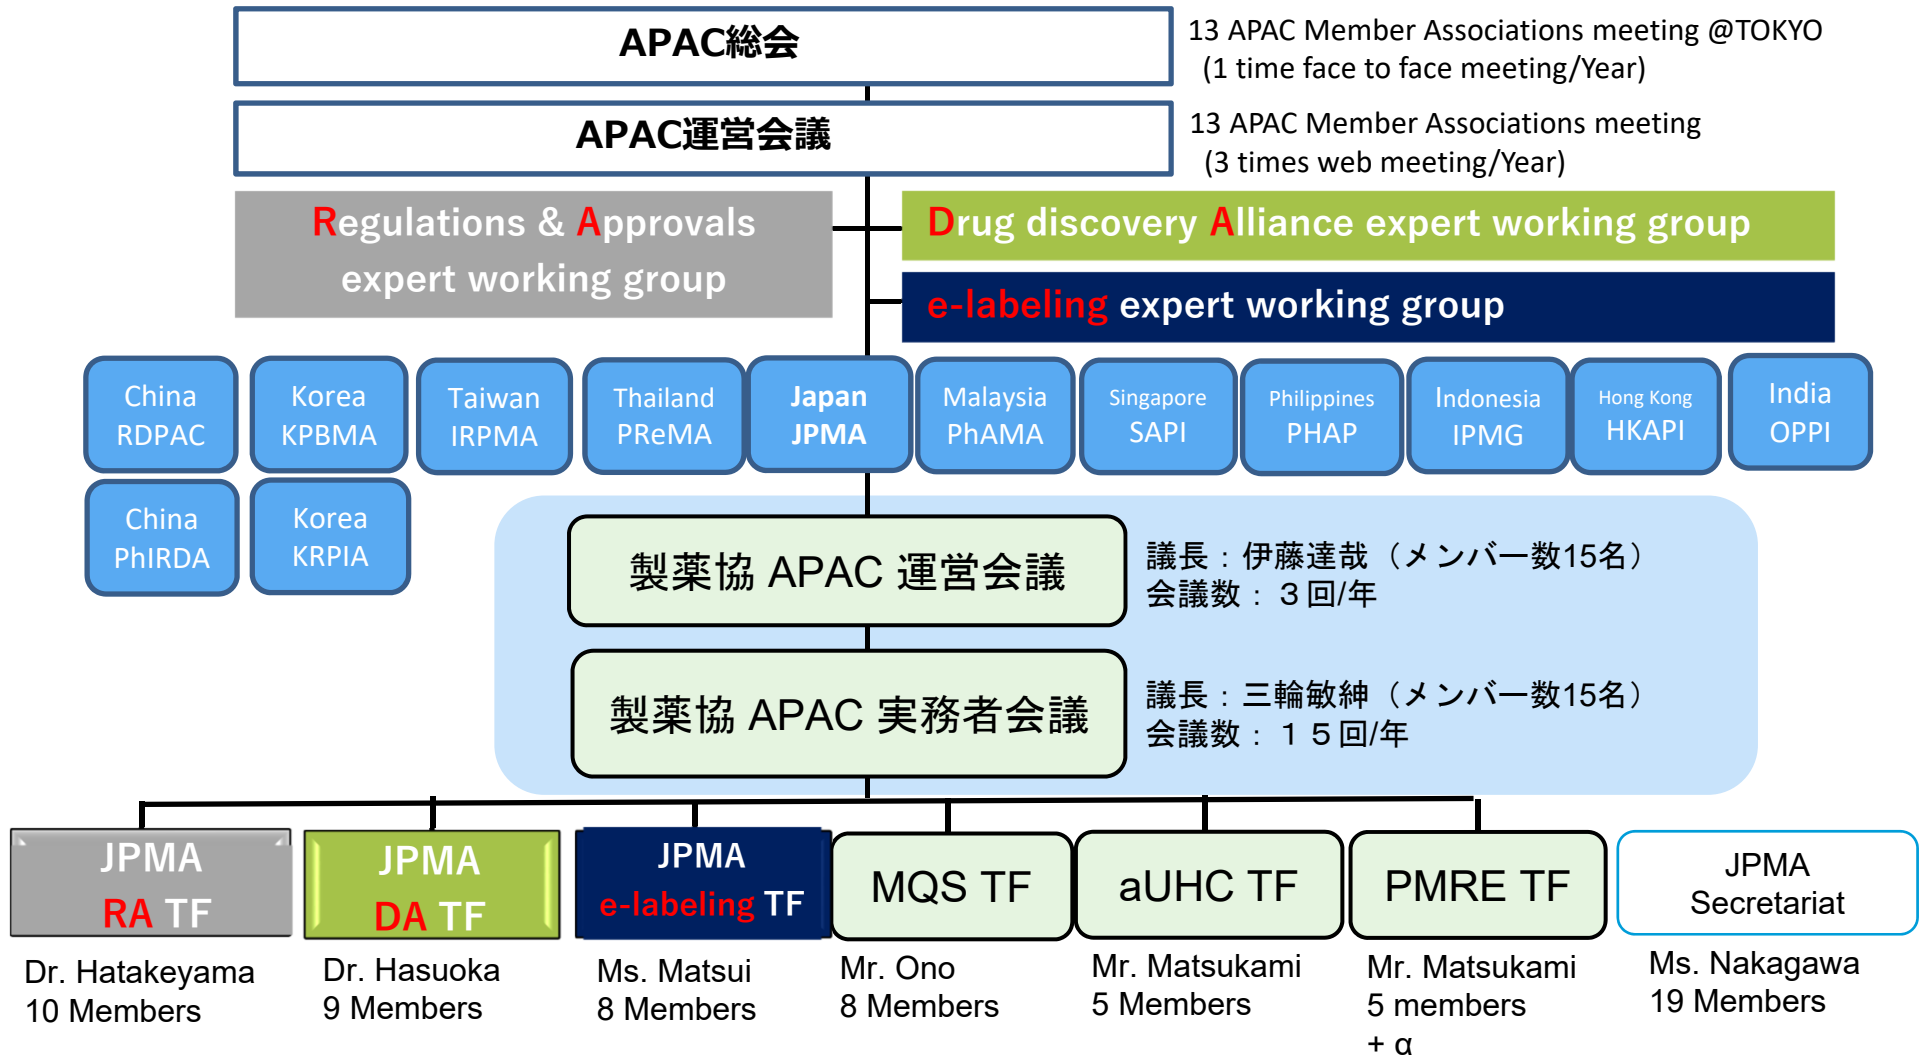 APAC総会
13 APAC Member Associations meeting @TOKYO
(1 time face to face meeting/Year)
APAC運営会議
13 APAC Member Associations meeting
(3 times web meeting/Year)
Regulations & Approvals
expert working group
Drug discovery Alliance expert working group
e-labeling expert working group
China
RDPAC
Korea
KPBMA
Taiwan
IRPMA
Thailand
PReMA
Japan
JPMA
Malaysia
PhAMA
Singapore
SAPI
Philippines
PHAP
Indonesia
IPMG
Hong Kong
HKAPI
India
OPPI
China
PhIRDA
Korea
KRPIA
製薬協 APAC 運営会議
議長：伊藤達哉（メンバー数15名）
会議数：３回/年
製薬協 APAC 実務者会議
議長：三輪敏紳（メンバー数15名）
会議数：１５回/年
JPMA
RA TF
JPMA
DA TF
JPMA
e-labeling TF
MQS TF
aUHC TF
PMRE TF
JPMA
Secretariat
Dr. Hatakeyama
10 Members
Dr. Hasuoka
9 Members
Ms. Matsui
8 Members
Mr. Ono
8 Members
Mr. Matsukami
5 Members
Mr. Matsukami
5 members
+ α
Ms. Nakagawa
19 Members